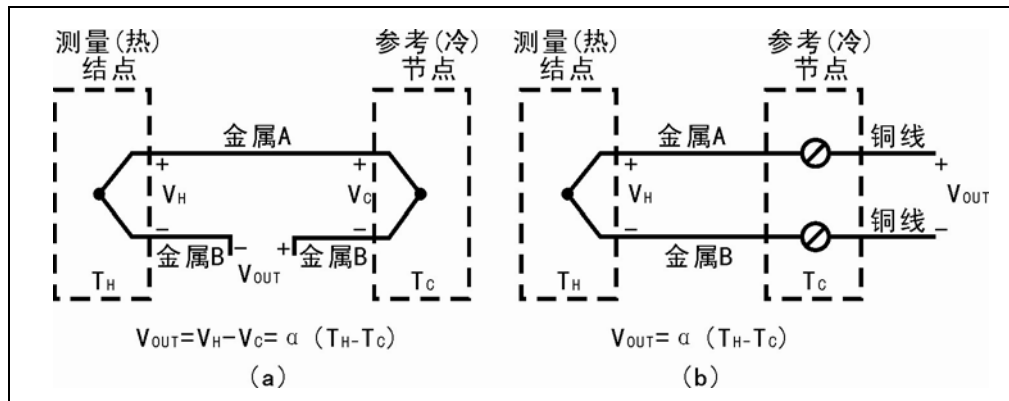 测量(热)
结点
参考(冷)
节点
金属A
+
+
VH
VC
−
−
金属B
−
+
金属B
VOUT
TH
TC
VOUT=VH−VC= α (TH-TC)
(a)
测量(热)
结点
参考(冷)
节点
金属A
铜线
+
+
VH
VOUT
−
金属B
铜线
−
TH
TC
VOUT= α (TH-TC)
(b)